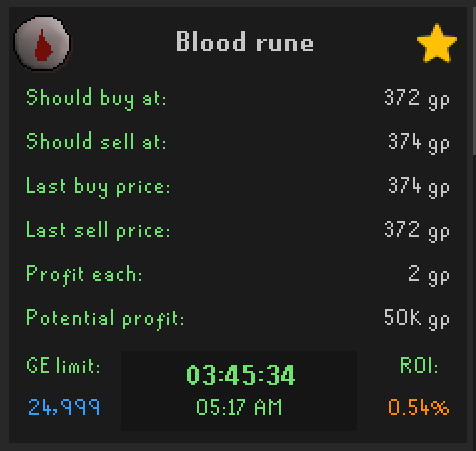 Blood rune
Should buy at: 372 gp
Should sell at: 374 gp
Last buy price: 374 gp
Last sell price: 372 gp
Profit each: 2 gp
Potential profit: 50K gp
GE limit: 03:45:34 ROI:
24,999 05:17 AM 0.54%